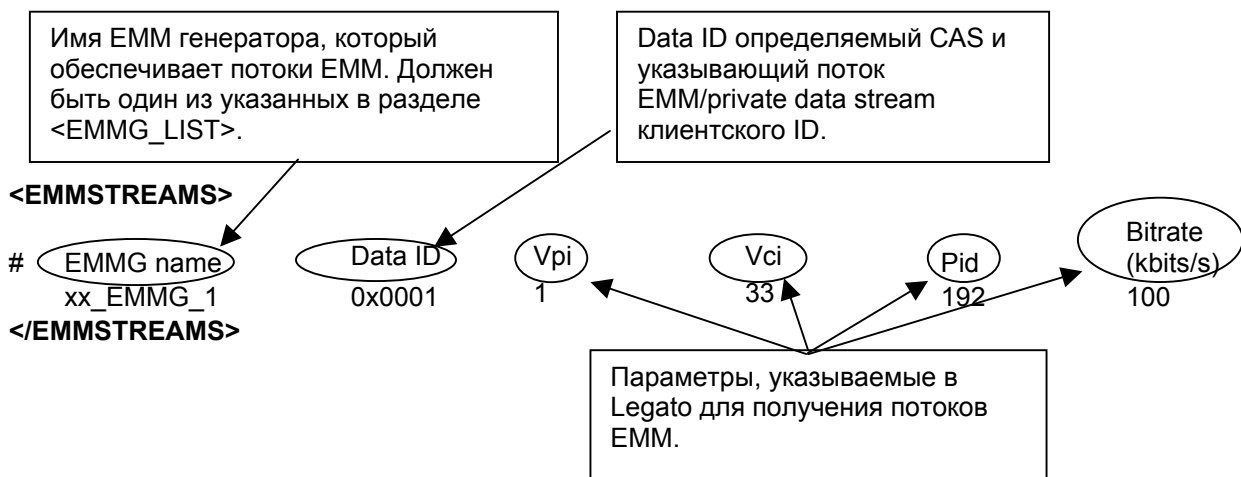 Имя EMM генератора, который
обеспечивает потоки EMM. Должен
быть один из указанных в разделе
<EMMG_LIST>.
Data ID определяемый CAS и
указывающий поток
EMM/private data stream
клиентского ID.
<EMMSTREAMS>
# EMMG name Data ID Vpi Vci Pid Bitrate
(kbits/s)
xx_EMMG_1 0x0001 1 33 192 100
</EMMSTREAMS>
Параметры, указываемые в
Legato для получения потоков
EMM.